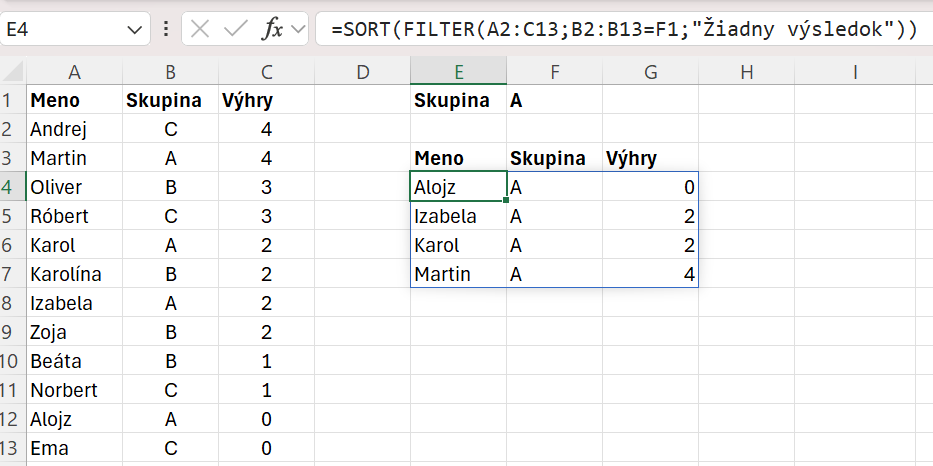 E4 fx =SORT(FILTER(A2:C13;B2:B13=F1;"Žiadny výsledok"))
A B C D E F G H I
1 Meno Skupina Výhry Skupina A
2 Andrej C 4
3 Martin A 4 Meno Skupina Výhry
4 Oliver B 3 Alojz A 0
5 Róbert C 3 Izabela A 2
6 Karol A 2 Karol A 2
7 Karolína B 2 Martin A 4
8 Izabela A 2
9 Zoja B 2
10 Beáta B 1
11 Norbert C 1
12 Alojz A 0
13 Ema C 0